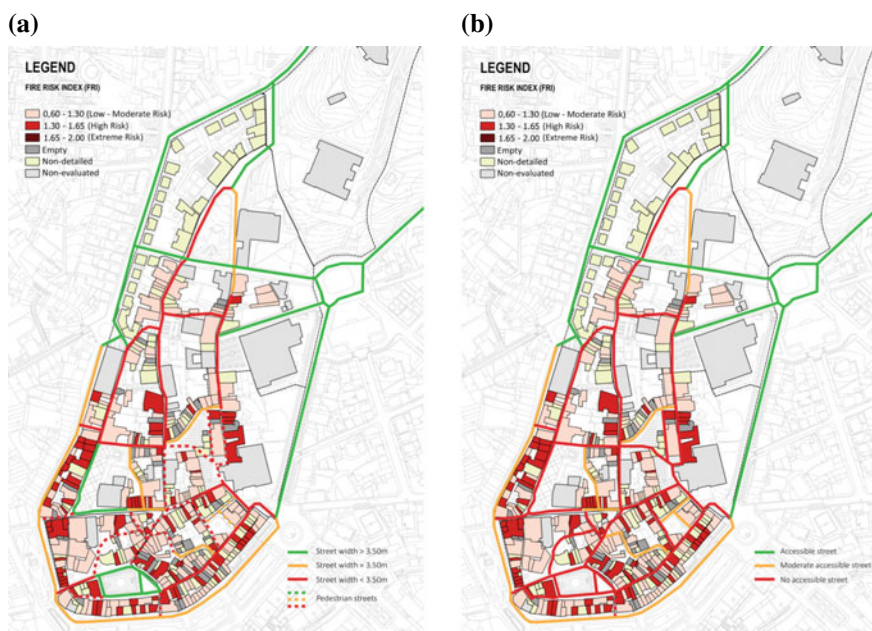 (a)
LEGEND
FIRE RISK INDEX (FRI)
0,60 - 1.30 (Low - Moderate Risk)
1.30 - 1.65 (High Risk)
1.65 - 2.00 (Extreme Risk)
Empty
Non-detailed
Non-evaluated
Street width > 3.50m
Street width = 3.50m
Street width < 3.50m
Pedestrian streets
(b)
LEGEND
FIRE RISK INDEX (FRI)
0,60 - 1.30 (Low - Moderate Risk)
1.30 - 1.65 (High Risk)
1.65 - 2.00 (Extreme Risk)
Empty
Non-detailed
Non-evaluated
Accessible street
Moderate accessible street
No accessible street